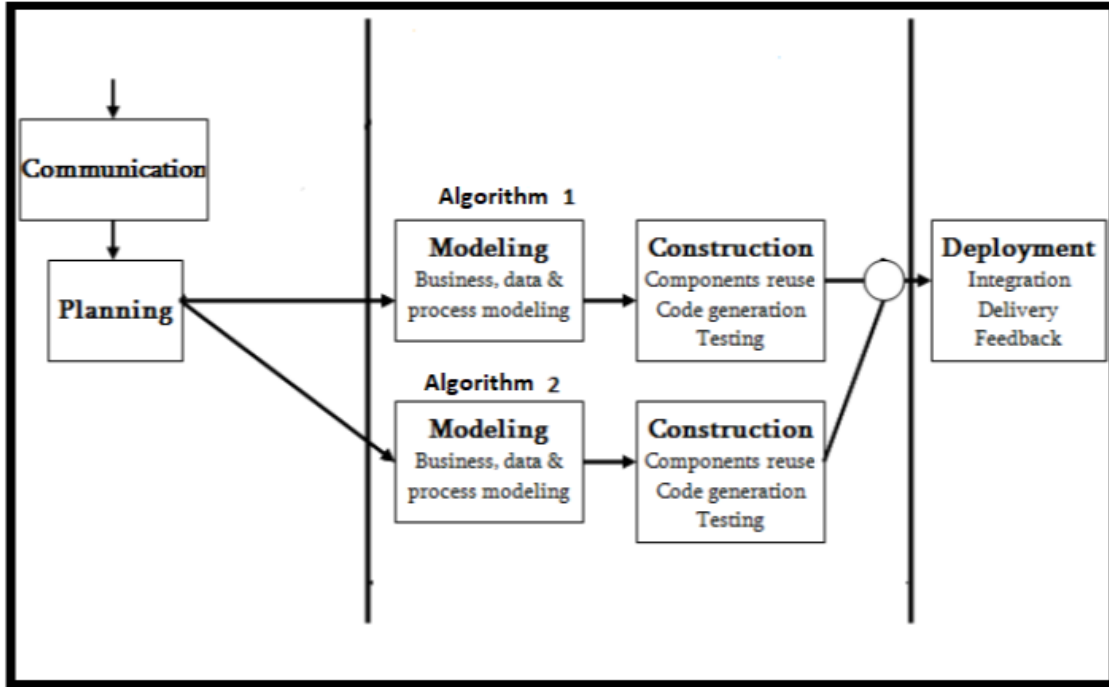 Communication
Planning
Algorithm 1
Modeling
Business, data &
process modeling
Construction
Components reuse
Code generation
Testing
Algorithm 2
Modeling
Business, data &
process modeling
Construction
Components reuse
Code generation
Testing
Deployment
Integration
Delivery
Feedback